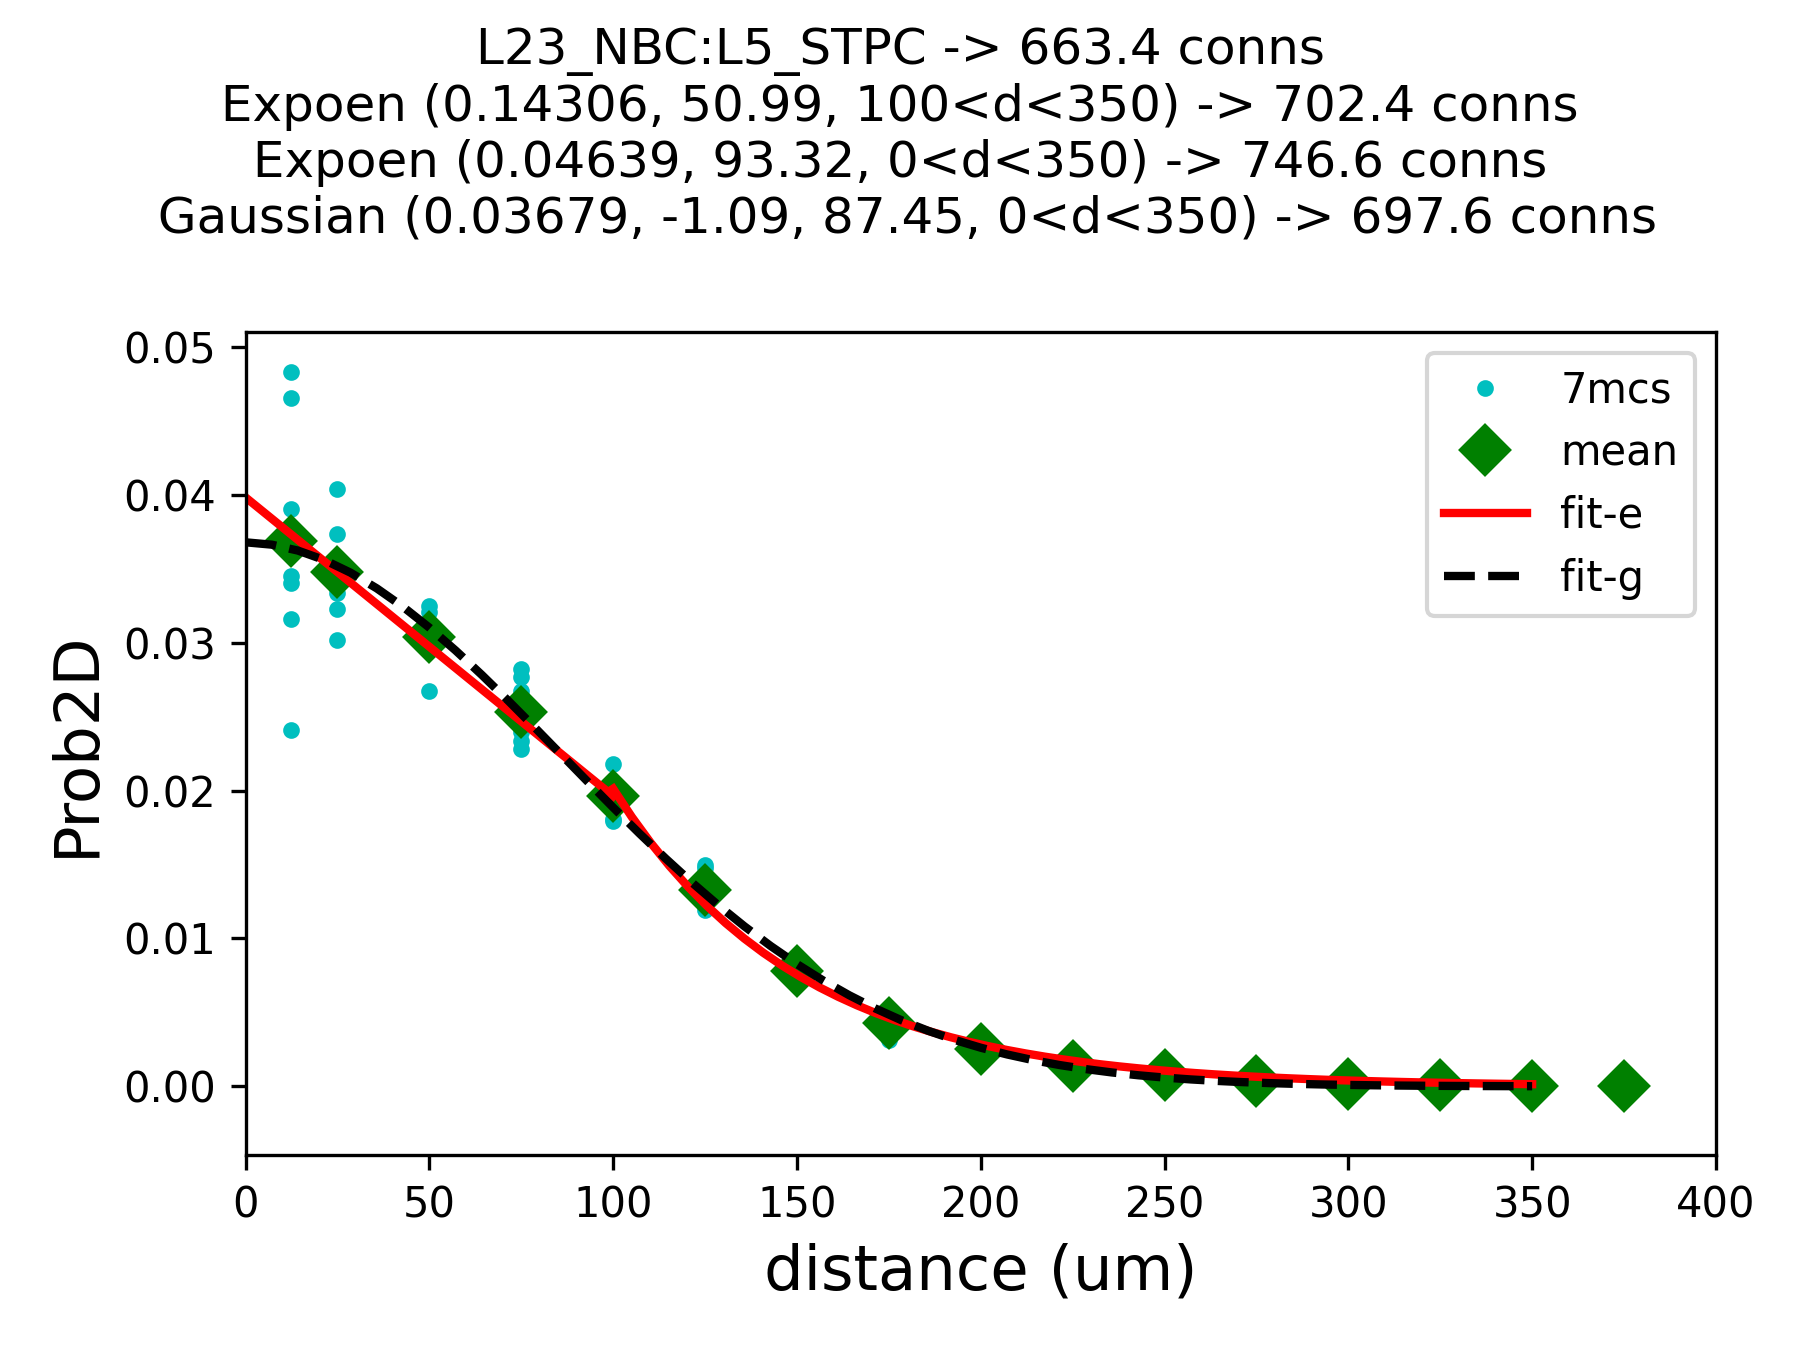 L23_NBC:L5_STPC -> 663.4 conns
Expoen (0.14306, 50.99, 100<d<350) -> 702.4 conns
Expoen (0.04639, 93.32, 0<d<350) -> 746.6 conns
Gaussian (0.03679, -1.09, 87.45, 0<d<350) -> 697.6 conns
0.05
0.04
0.03
0.02
0.01
0.00
Prob2D
7mcs
mean
fit-e
fit-g
0 50 100 150 200 250 300 350 400
distance (um)